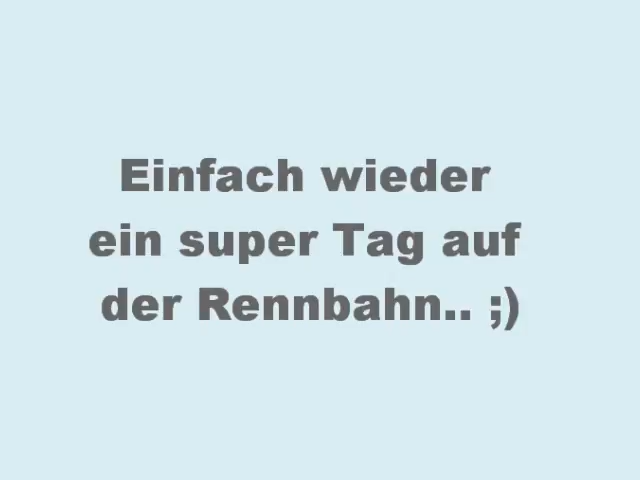 Einfach wieder
ein super Tag auf
der Rennbahn.. ;)